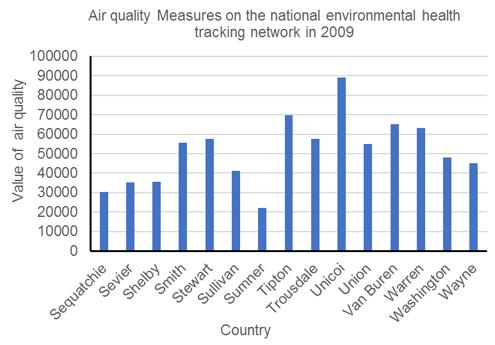 Air quality Measures on the national environmental health
tracking network in 2009
Value of air quality
100000
90000
80000
70000
60000
50000
40000
30000
20000
10000
0
Sequatchie
Sevier
Shelby
Smith
Stewart
Sullivan
Sumner
Tipton
Trousdale
Unicoi
Union
Van Buren
Warren
Washington
Wayne
Country